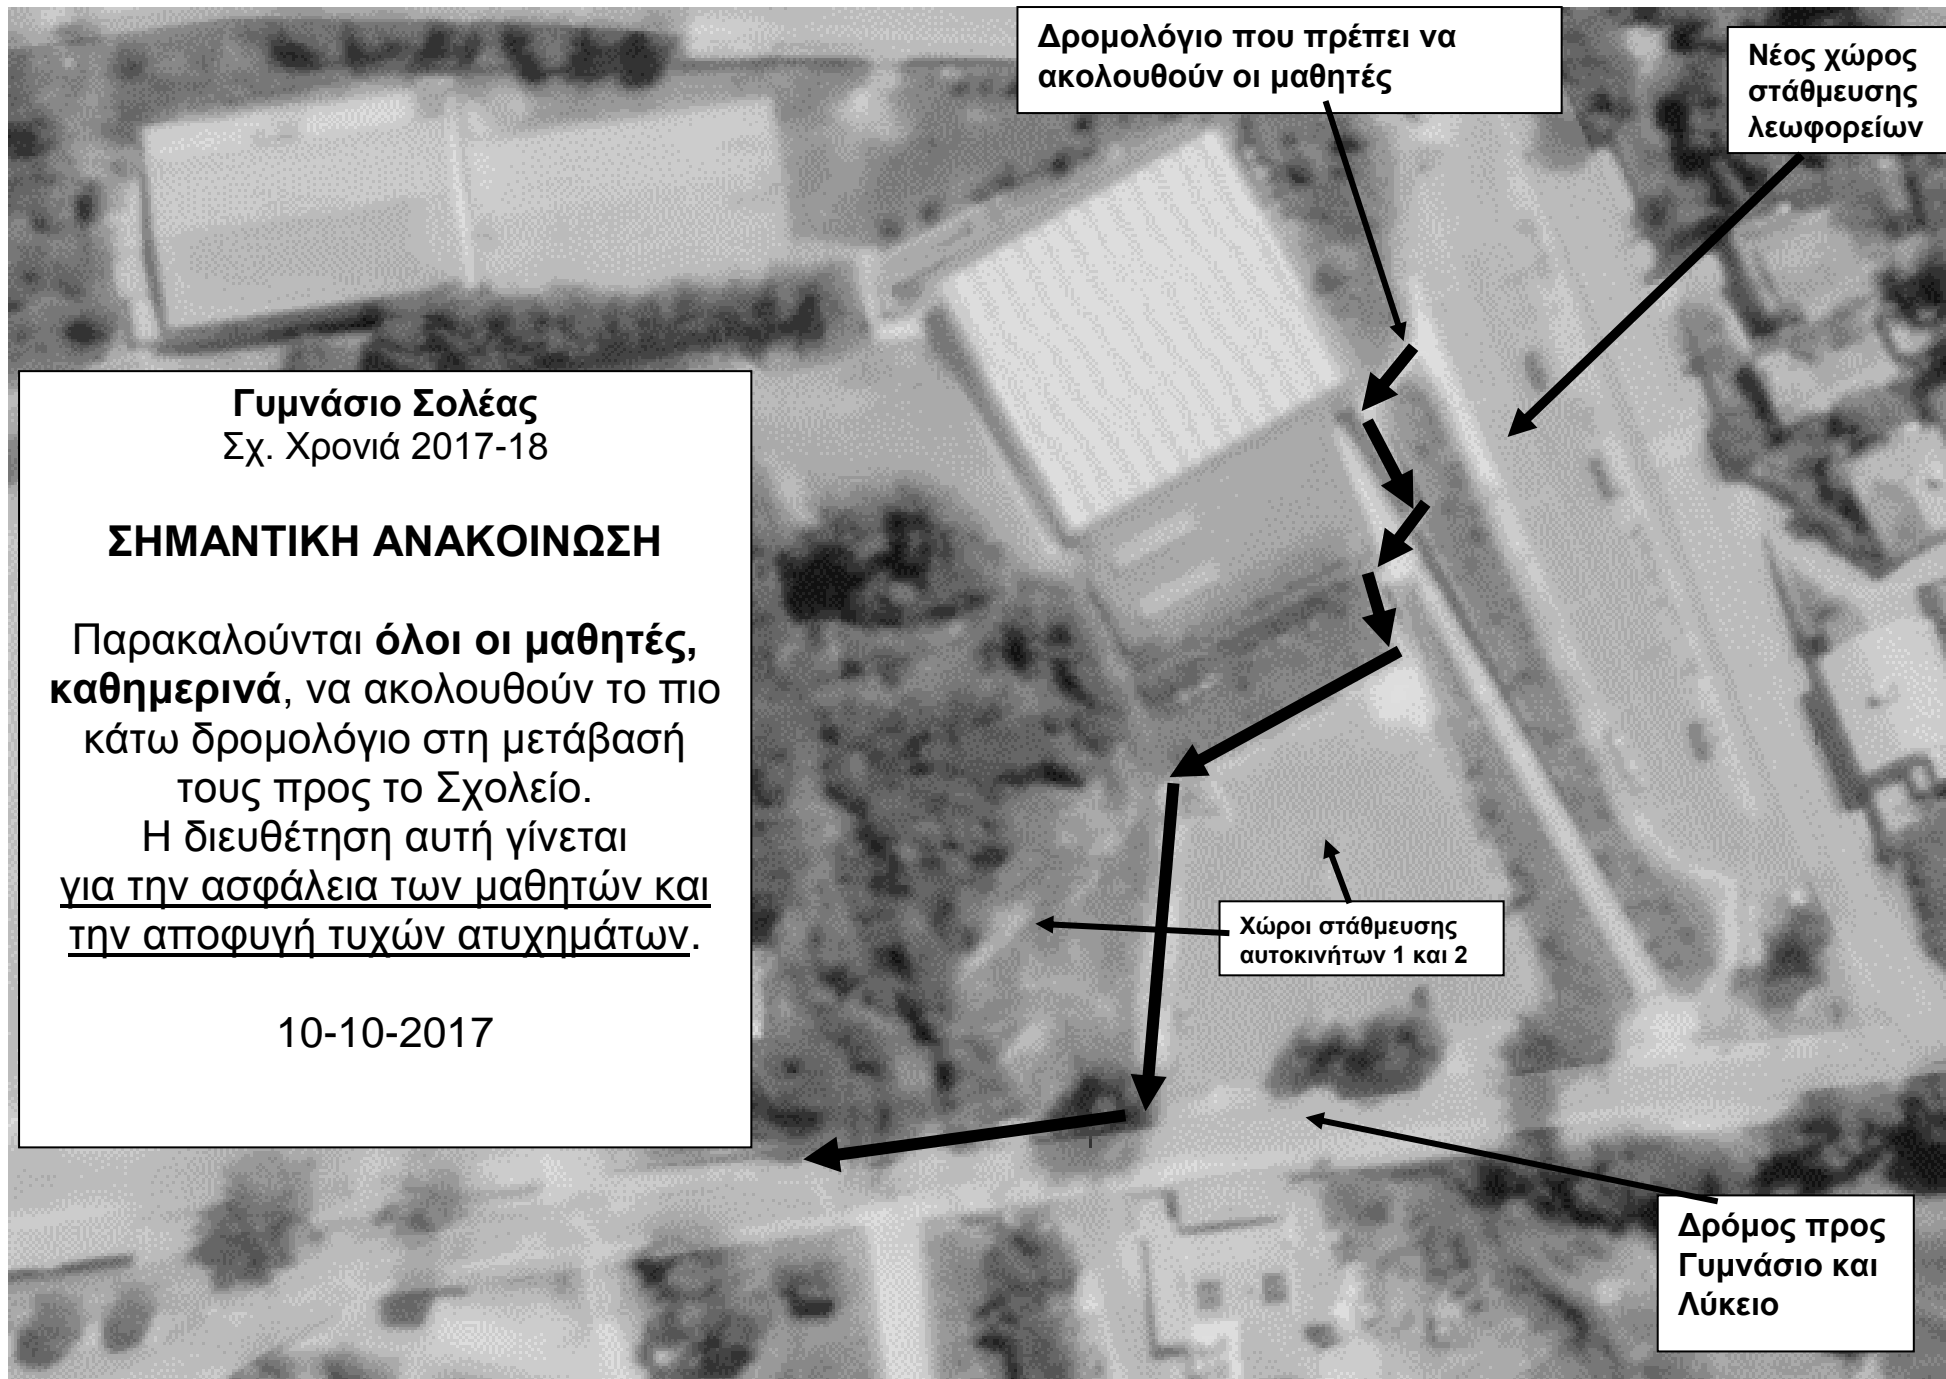 Δρομολόγιο που πρέπει να
ακολουθούν οι μαθητές
Νέος χώρος
στάθμευσης
λεωφορείων
Γυμνάσιο Σολέας
Σχ. Χρονιά 2017-18
ΣΗΜΑΝΤΙΚΗ ΑΝΑΚΟΙΝΩΣΗ
Παρακαλούνται όλοι οι μαθητές,
καθημερινά, να ακολουθούν το πιο
κάτω δρομολόγιο στη μετάβασή
τους προς το Σχολείο.
Η διευθέτηση αυτή γίνεται
για την ασφάλεια των μαθητών και
την αποφυγή τυχών ατυχημάτων.
10-10-2017
Χώροι στάθμευσης
αυτοκινήτων 1 και 2
Δρόμος προς
Γυμνάσιο και
Λύκειο